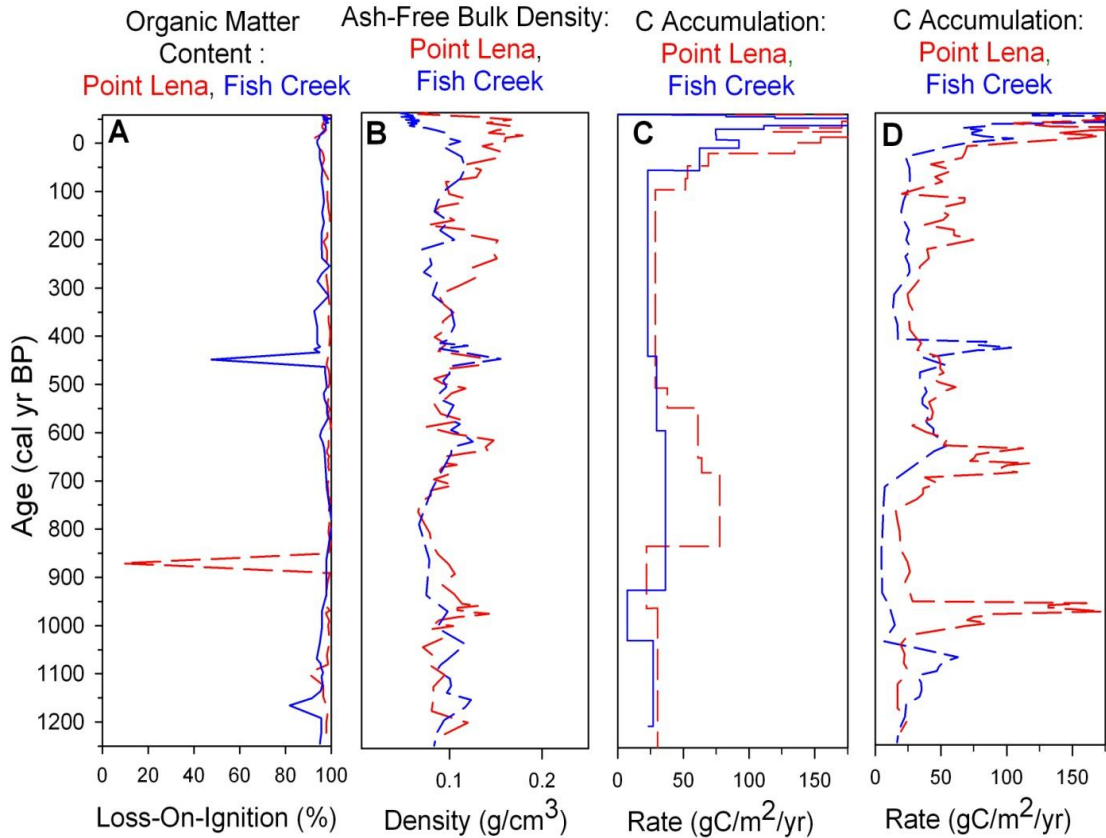 Organic Matter
Content :
Point Lena, Fish Creek
Ash-Free Bulk Density:
Point Lena,
Fish Creek
C Accumulation:
Point Lena,
Fish Creek
C Accumulation:
Point Lena,
Fish Creek
A
B
C
D
Age (cal yr BP)
0
100
200
300
400
500
600
700
800
900
1000
1100
1200
0 20 40 60 80 100
0.1 0.2
0 50 100 150
0 50 100 150
Loss-On-Ignition (%)
Density (g/cm³)
Rate (gC/m²/yr)
Rate (gC/m²/yr)